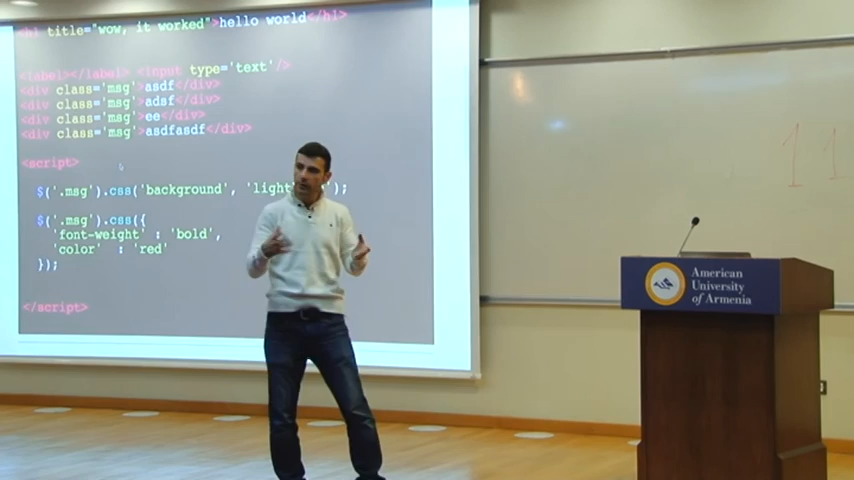 <h1 title="wow, it worked">hello world</h1>
<label></label> <input type='text'/>
<div class='msg'>asdf</div>
<div class='msg'>adsf</div>
<div class='msg'>ee</div>
<div class='msg'>asdfasdf</div>
<script>
$('.msg').css('background', 'light );
$('.msg').css({
'font-weight' : 'bold',
'color' : 'red'
});
</script>
11
American
University
of Armenia